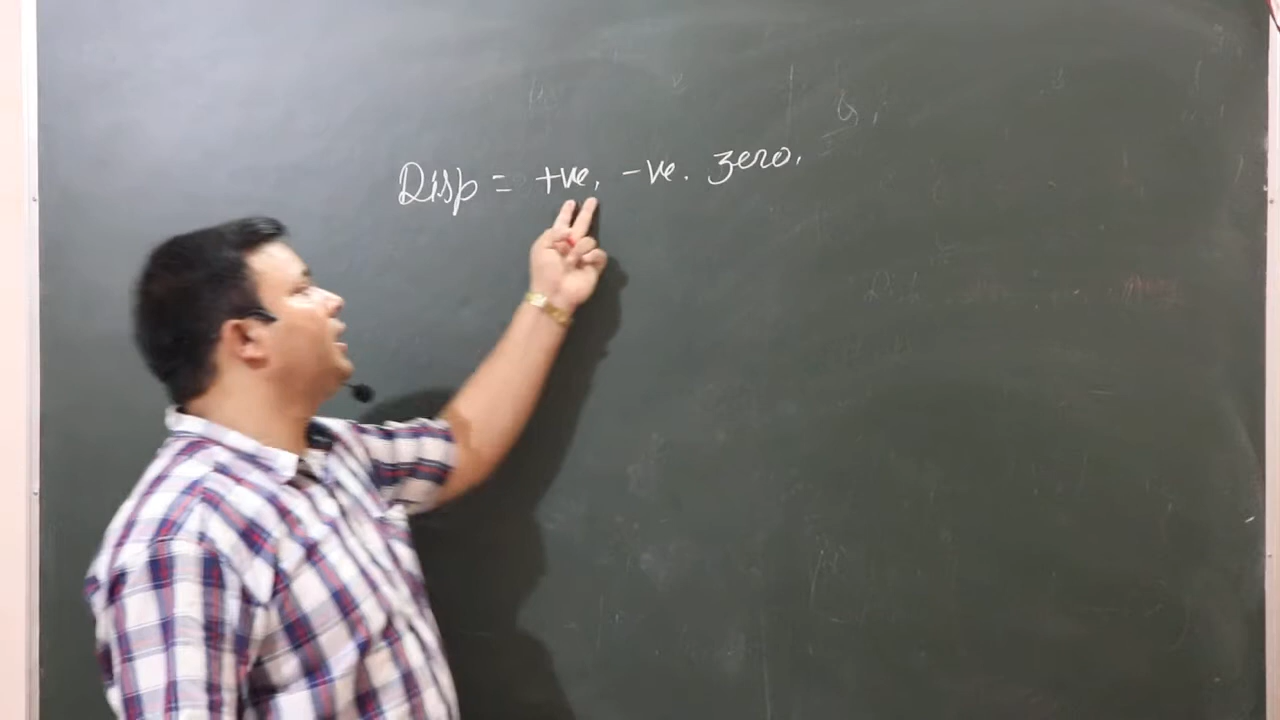 Disp = +ve, -ve. zero.